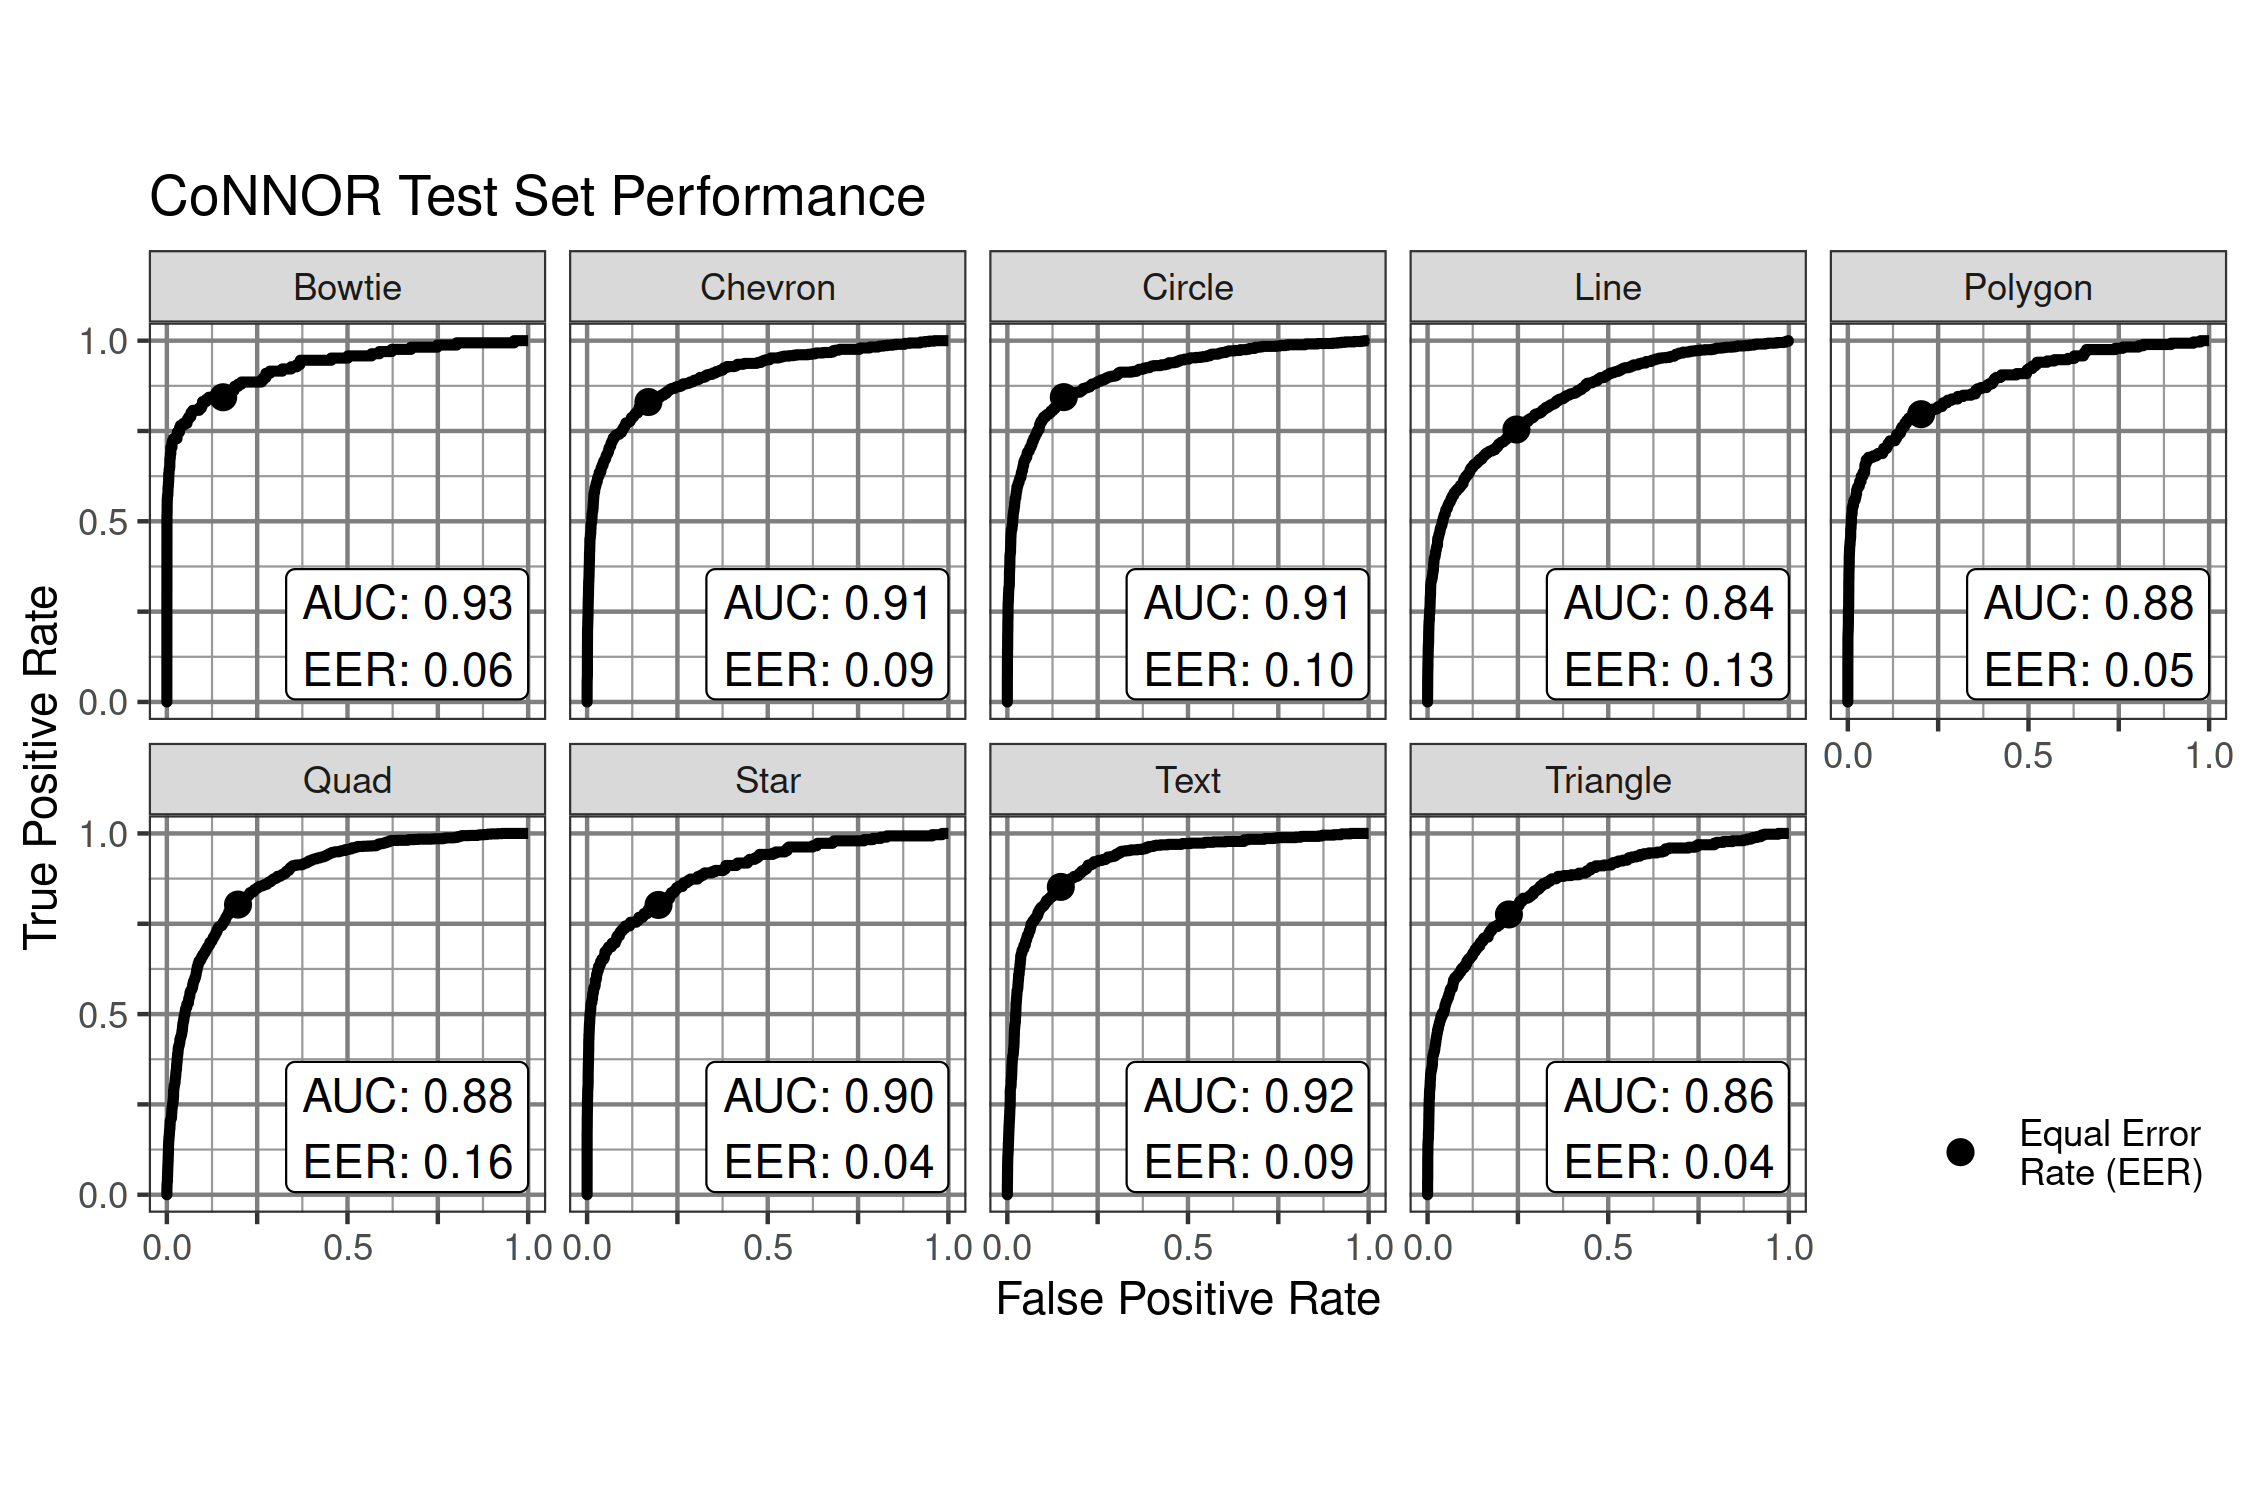 CoNNOR Test Set Performance
Bowtie
Chevron
Circle
Line
Polygon
1.0
0.5
0.0
AUC: 0.93
EER: 0.06
AUC: 0.91
EER: 0.09
AUC: 0.91
EER: 0.10
AUC: 0.84
EER: 0.13
AUC: 0.88
EER: 0.05
0.0 0.5 1.0
Quad
Star
Text
Triangle
1.0
0.5
0.0
AUC: 0.88
EER: 0.16
AUC: 0.90
EER: 0.04
AUC: 0.92
EER: 0.09
AUC: 0.86
EER: 0.04
0.0 0.5 1.0
0.0 0.5 1.0
0.0 0.5 1.0
0.0 0.5 1.0
True Positive Rate
False Positive Rate
Equal Error
Rate (EER)